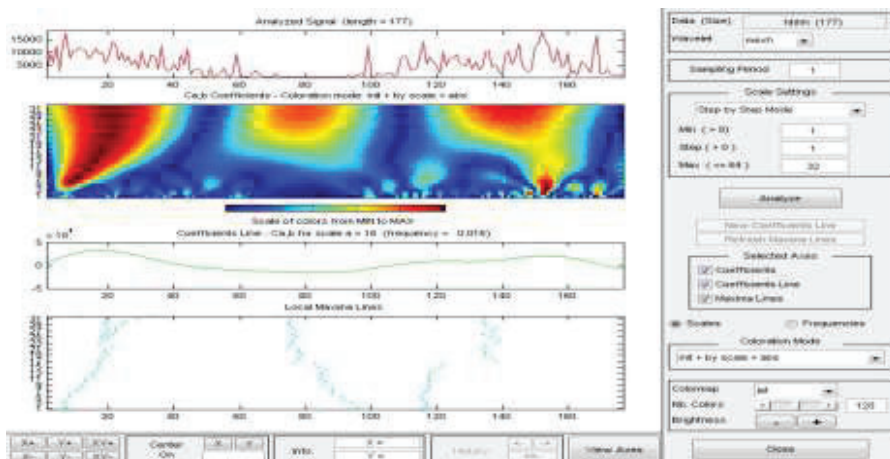 Analyzed Signal (length = 177)
15000
10000
5000
20 40 60 80 100 120 140 160
Ca,b Coefficients - Coloration mode: init + by scale + abs
Scale of colors from MIN to MAX
Coefficients Line - Ca,b for scale a = 16 (frequency = 0.016)
5
0
-5
20 40 60 80 100 120 140 160
Local Maxima Lines
20 40 60 80 100 120 140 160
X+ Y+ XY+
X- Y- XY-
Center
On
X Y
Info
X =
Y =
History
View Axes
Data (Size)
(177)
Wavelet
mexh
Sampling Period
1
Scale Settings
Step by Step Mode
Min ( > 0)
1
Step ( > 0)
1
Max ( <= 64 )
32
Analyze
New Coefficients Line
Refresh Maxima Lines
Selected Axes
Coefficients
Coefficients Line
Maxima Lines
Scales
Frequencies
Coloration Mode
init + by scale + abs
Colormap
jet
Nb. Colors
128
Brightness
-
+
Close